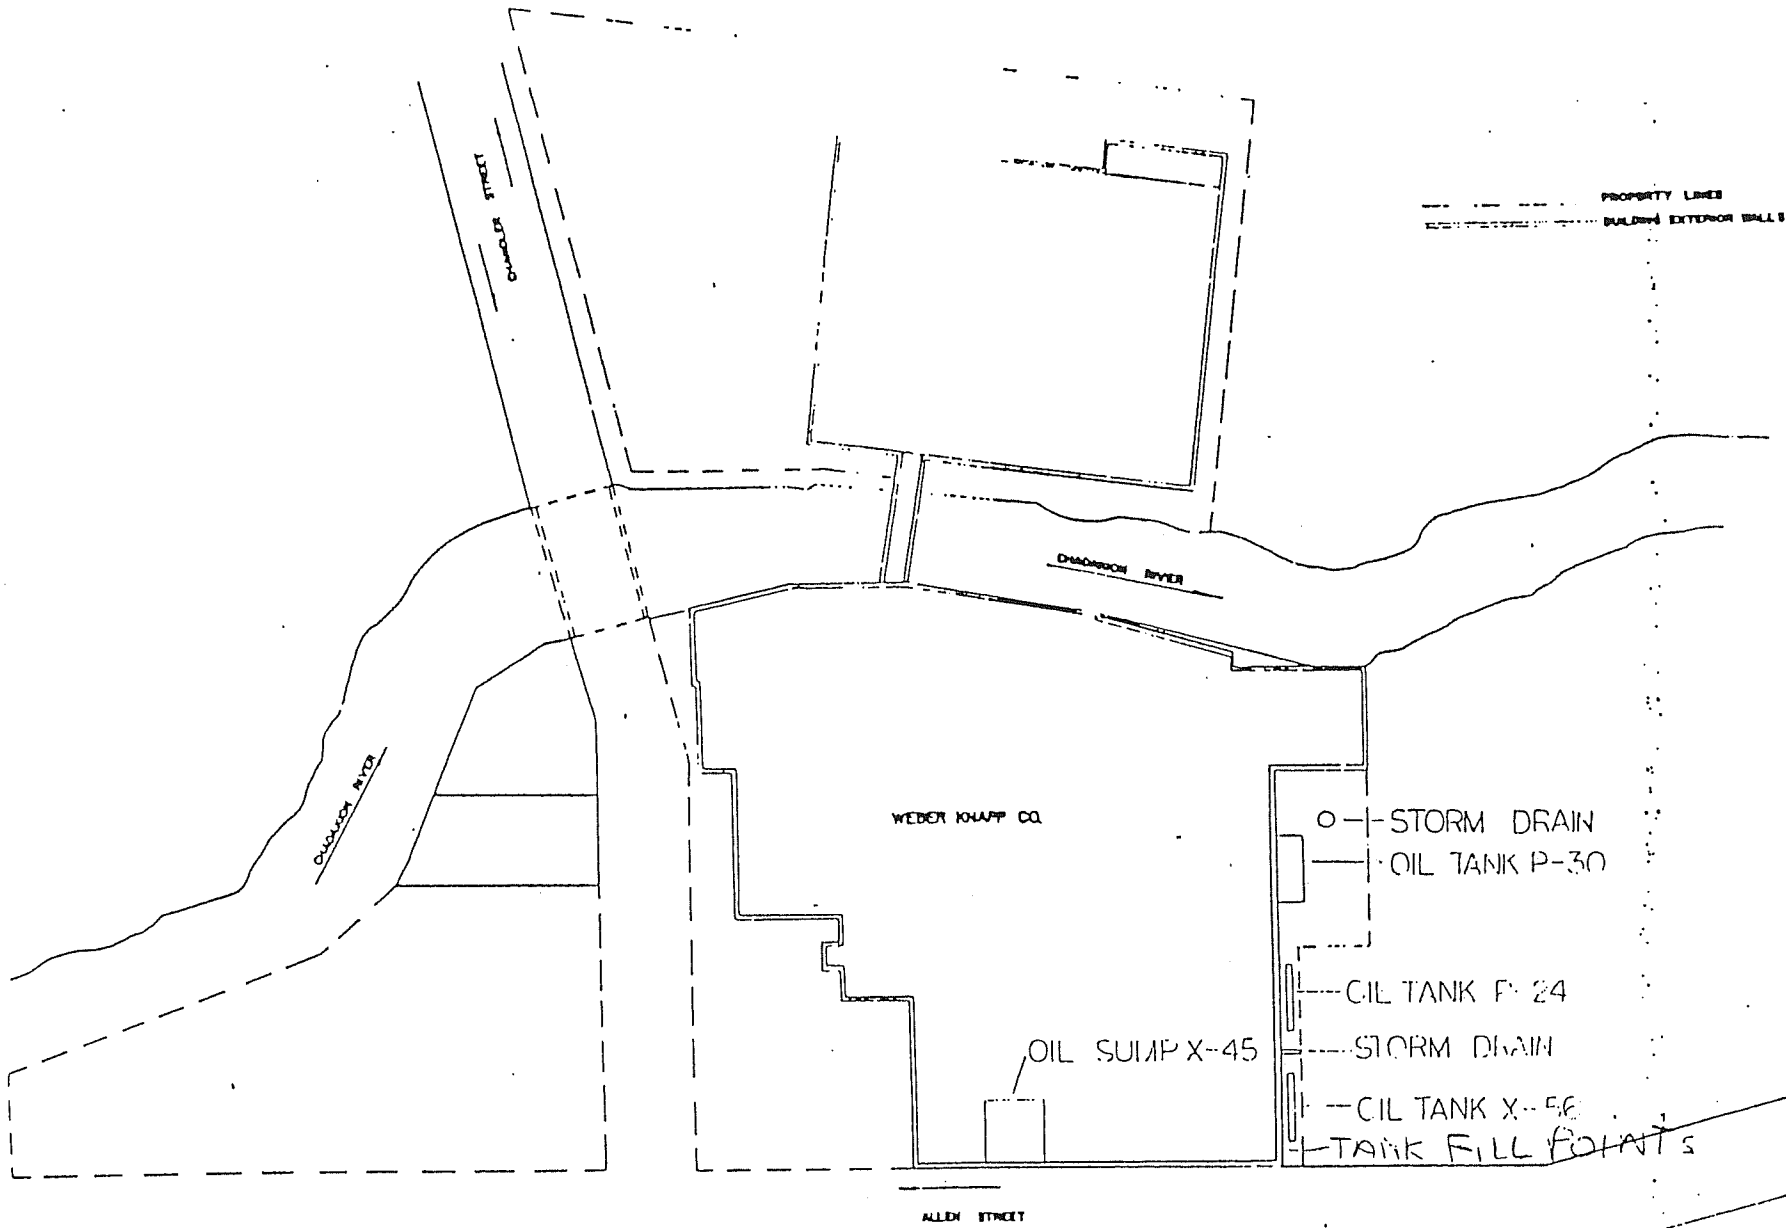 CHANDLER STREET
PROPERTY LINES
BUILDING EXTERIOR WALLS
CHADAKOIN RIVER
CHADAKOIN RIVER
WEBER KNAPP CO.
STORM DRAIN
OIL TANK P-30
OIL TANK P-24
OIL SUMP X-45
STORM DRAIN
OIL TANK X-56
TANK FILL POINTS
ALLEN STREET